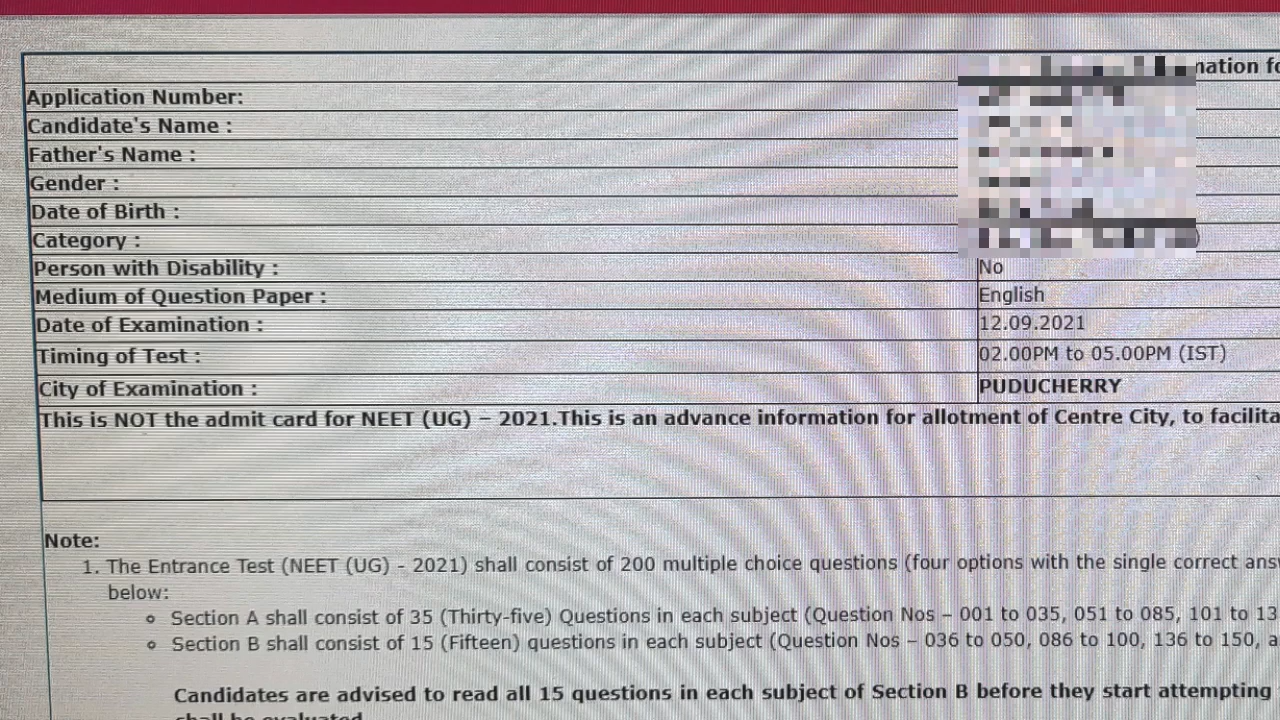 nation fo
Application Number:
Candidate's Name :
Father's Name :
Gender :
Date of Birth :
Category :
Person with Disability : No
Medium of Question Paper : English
Date of Examination : 12.09.2021
Timing of Test : 02.00PM to 05.00PM (IST)
City of Examination : PUDUCHERRY
This is NOT the admit card for NEET (UG) – 2021.This is an advance information for allotment of Centre City, to facilita
Note:
1. The Entrance Test (NEET (UG) - 2021) shall consist of 200 multiple choice questions (four options with the single correct ans
below:
Section A shall consist of 35 (Thirty-five) Questions in each subject (Question Nos – 001 to 035, 051 to 085, 101 to 13
Section B shall consist of 15 (Fifteen) questions in each subject (Question Nos – 036 to 050, 086 to 100, 136 to 150, a
Candidates are advised to read all 15 questions in each subject of Section B before they start attempting
shall be evaluated